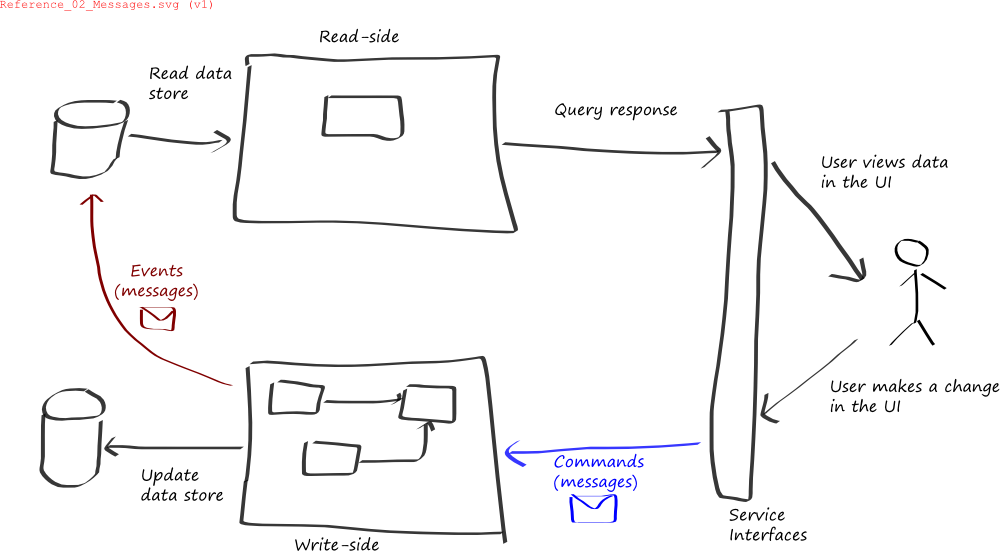 Reference_02_Messages.svg (v1)
Read-side
Read data
store
Query response
User views data
in the UI
Events
(messages)
User makes a change
in the UI
Commands
(messages)
Update
data store
Service
Interfaces
Write-side